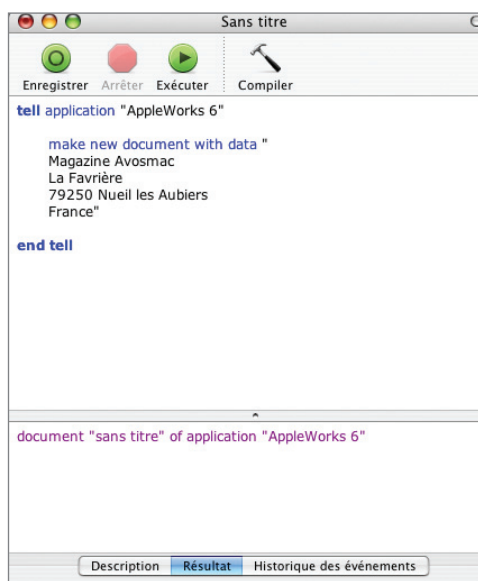 Sans titre
Enregistrer Arrêter Exécuter Compiler
tell application "AppleWorks 6"
make new document with data "
Magazine Avosmac
La Favrière
79250 Nueil les Aubiers
France"
end tell
document "sans titre" of application "AppleWorks 6"
Description Résultat Historique des événements